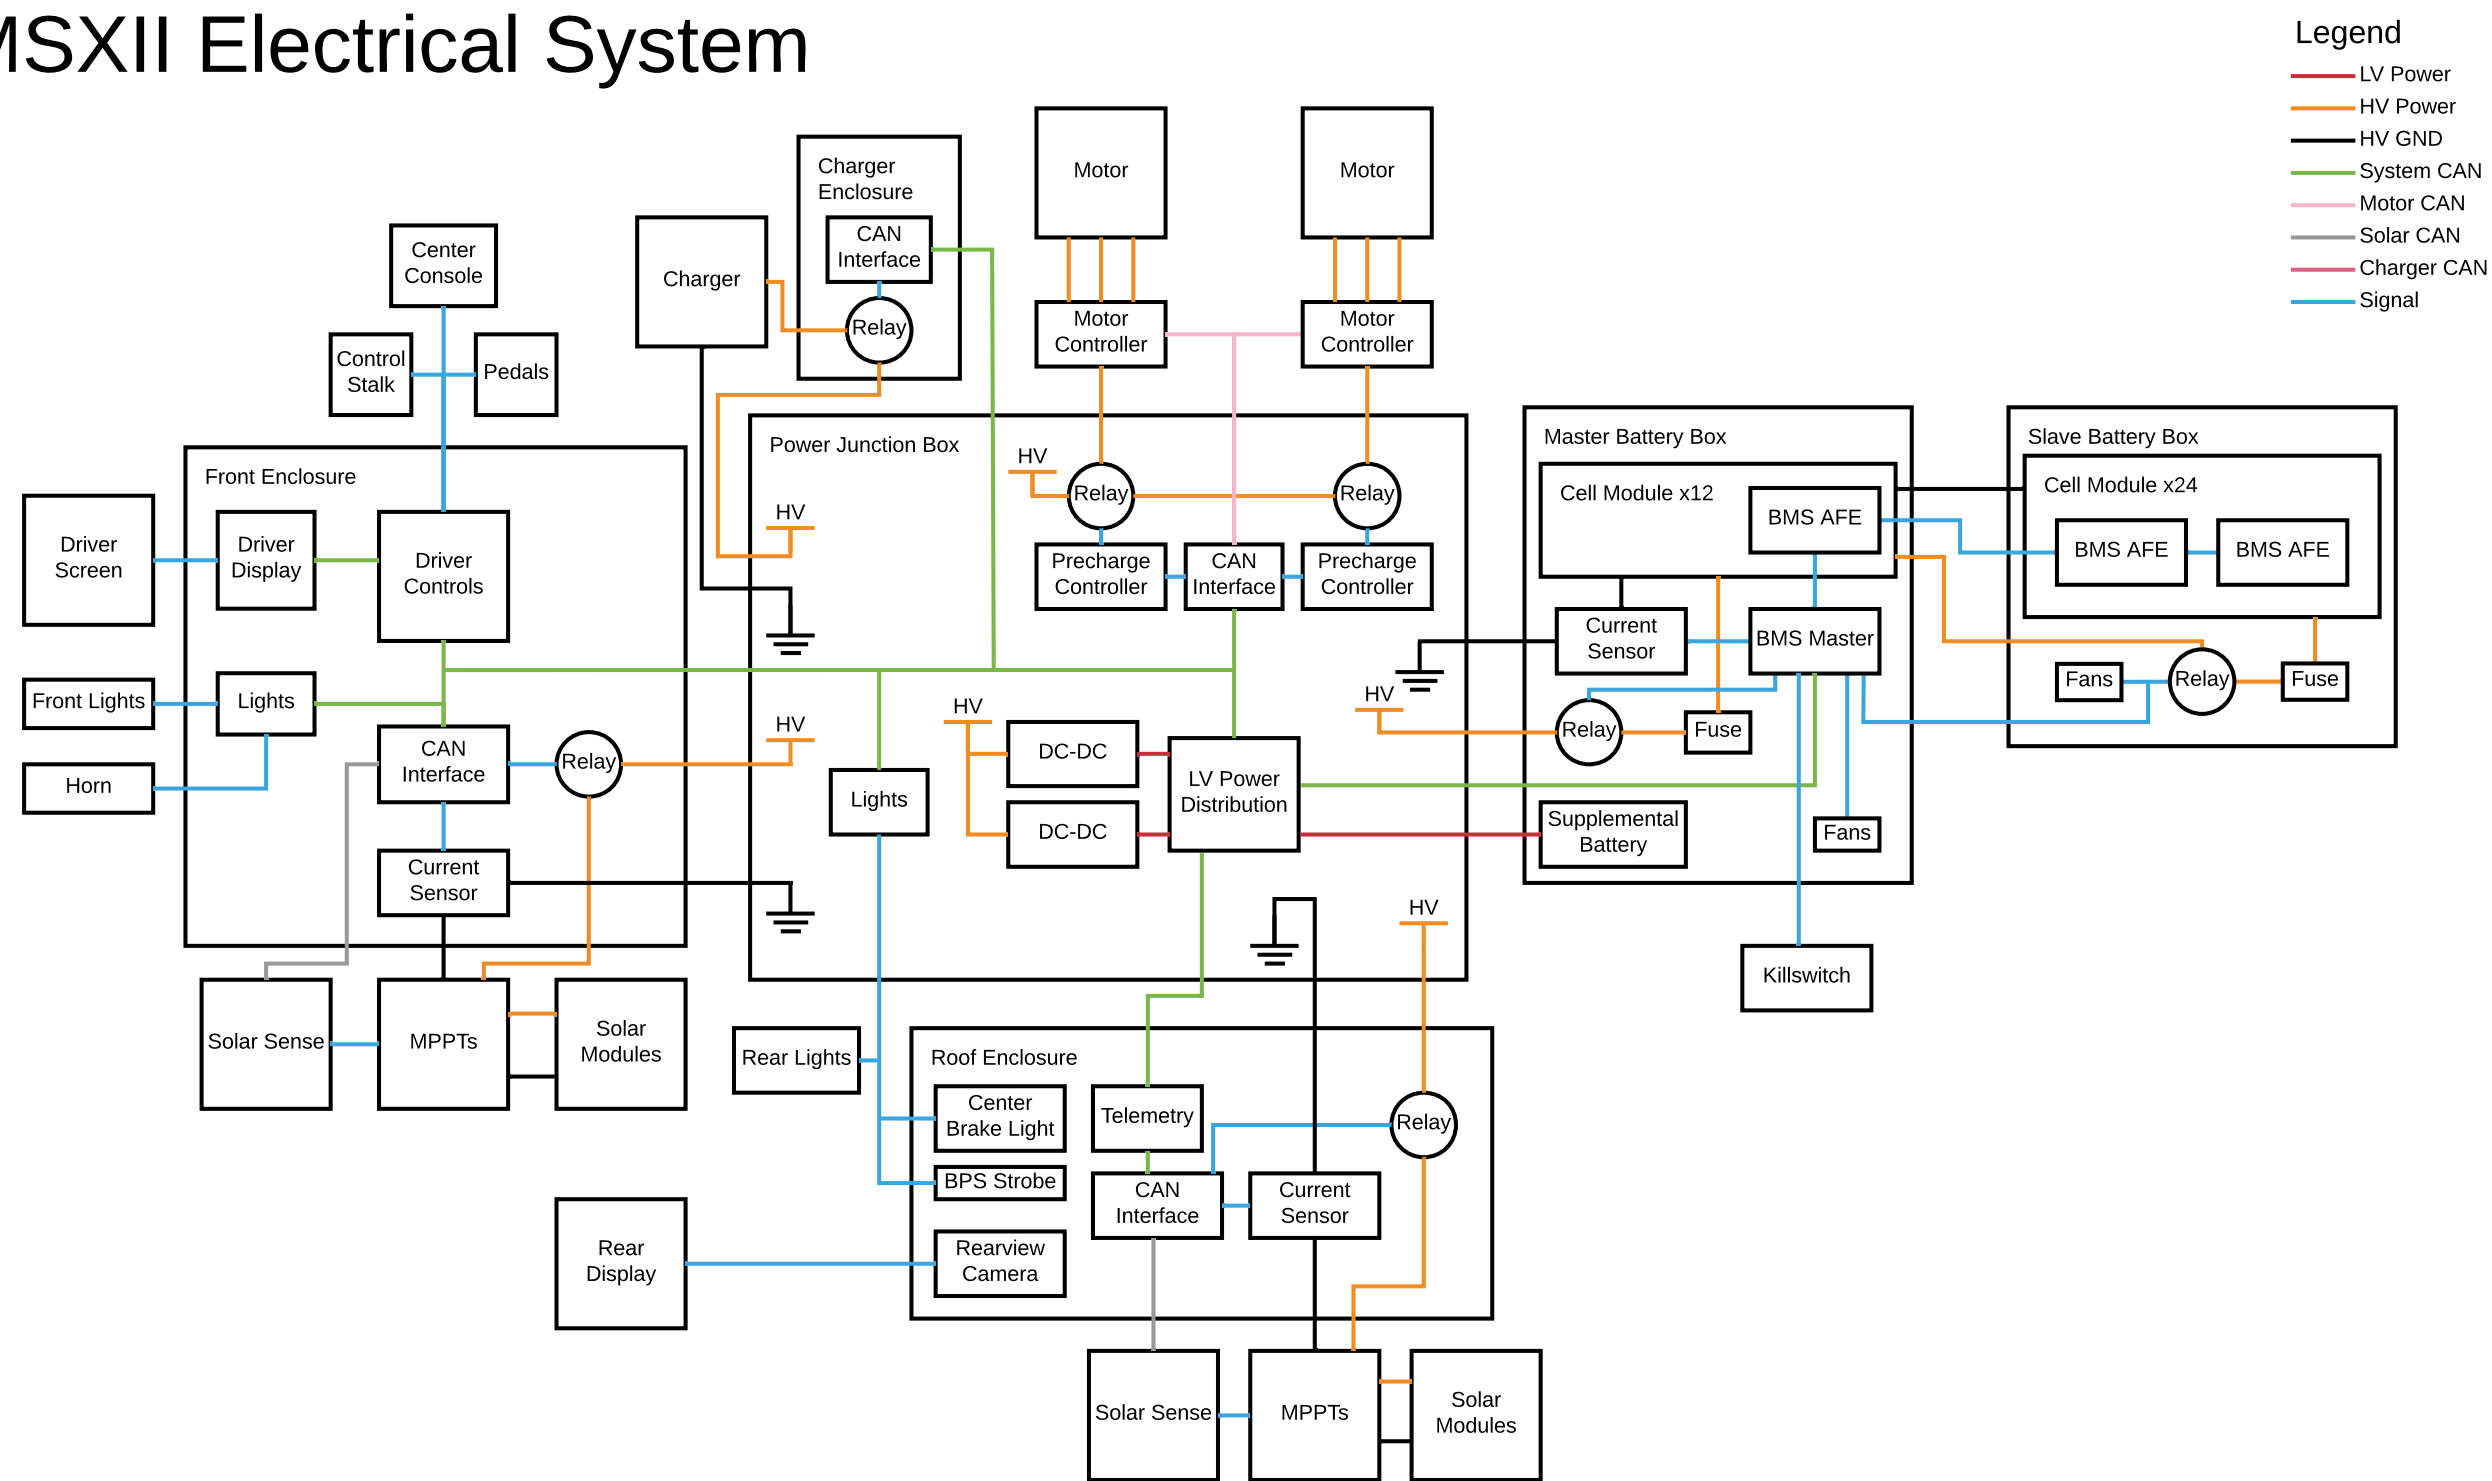 MSXII Electrical System
Legend
LV Power
HV Power
HV GND
System CAN
Motor CAN
Solar CAN
Charger CAN
Signal
Motor
Motor
Charger
Enclosure
CAN
Interface
Relay
Charger
Center
Console
Control
Stalk
Pedals
Motor
Controller
Motor
Controller
Front Enclosure
Driver
Screen
Driver
Display
Driver
Controls
Front Lights
Lights
Horn
CAN
Interface
Relay
Current
Sensor
Solar Sense
MPPTs
Solar
Modules
Power Junction Box
HV
HV
Relay
Relay
Precharge
Controller
CAN
Interface
Precharge
Controller
HV
HV
HV
DC-DC
DC-DC
LV Power
Distribution
Lights
HV
Master Battery Box
Cell Module x12
BMS AFE
Current
Sensor
BMS Master
Relay
Fuse
Supplemental
Battery
Fans
Killswitch
Slave Battery Box
Cell Module x24
BMS AFE
BMS AFE
Fans
Relay
Fuse
Rear Lights
Roof Enclosure
Center
Brake Light
Telemetry
Relay
BPS Strobe
CAN
Interface
Current
Sensor
Rear
Display
Rearview
Camera
Solar Sense
MPPTs
Solar
Modules